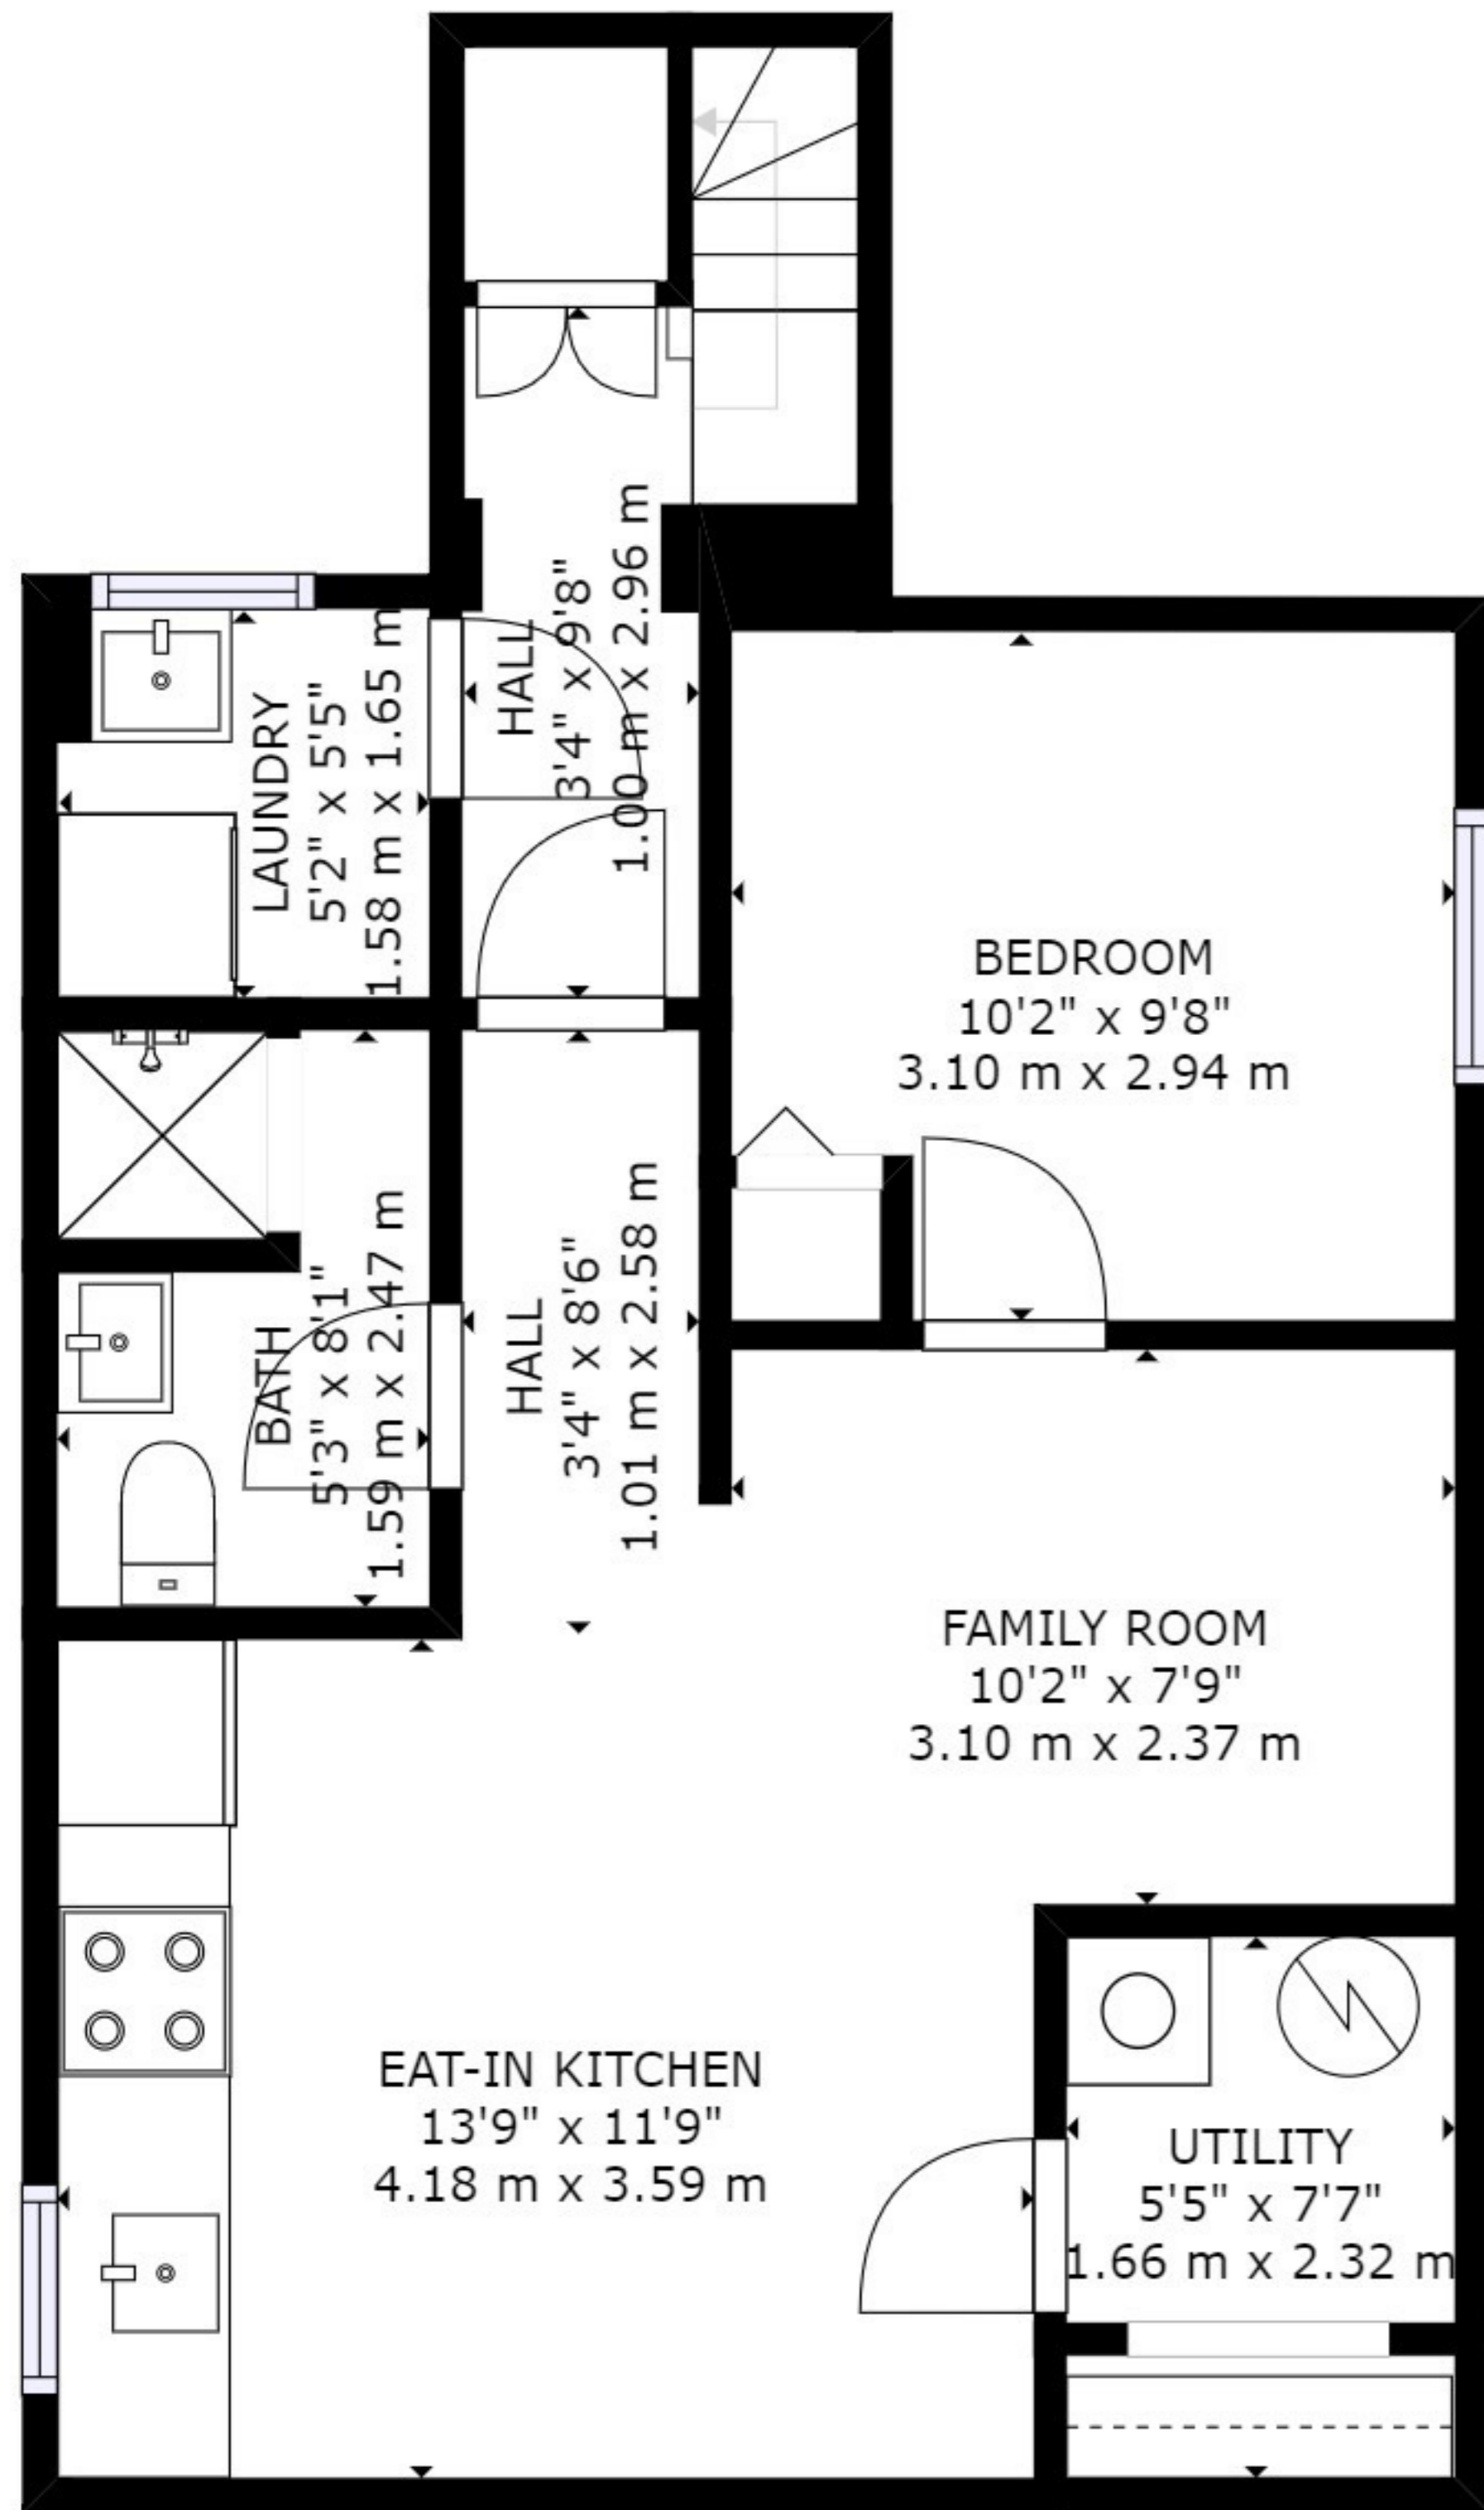 HALL
3'4" x 9'8"
1.00 m x 2.96 m
LAUNDRY
5'2" x 5'5"
1.58 m x 1.65 m
BEDROOM
10'2" x 9'8"
3.10 m x 2.94 m
BATH
5'3" x 8'1"
1.59 m x 2.47 m
HALL
3'4" x 8'6"
1.01 m x 2.58 m
FAMILY ROOM
10'2" x 7'9"
3.10 m x 2.37 m
EAT-IN KITCHEN
13'9" x 11'9"
4.18 m x 3.59 m
UTILITY
5'5" x 7'7"
1.66 m x 2.32 m